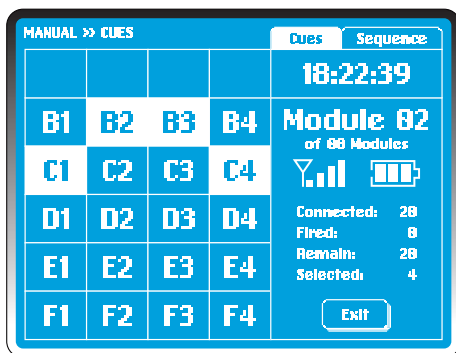 MANUAL >> CUES
Cues Sequence
18:22:39
B1 B2 B3 B4
C1 C2 C3 C4
D1 D2 D3 D4
E1 E2 E3 E4
F1 F2 F3 F4
Module 02
of 00 Modules
Connected: 20
Fired: 0
Remain: 20
Selected: 4
Exit